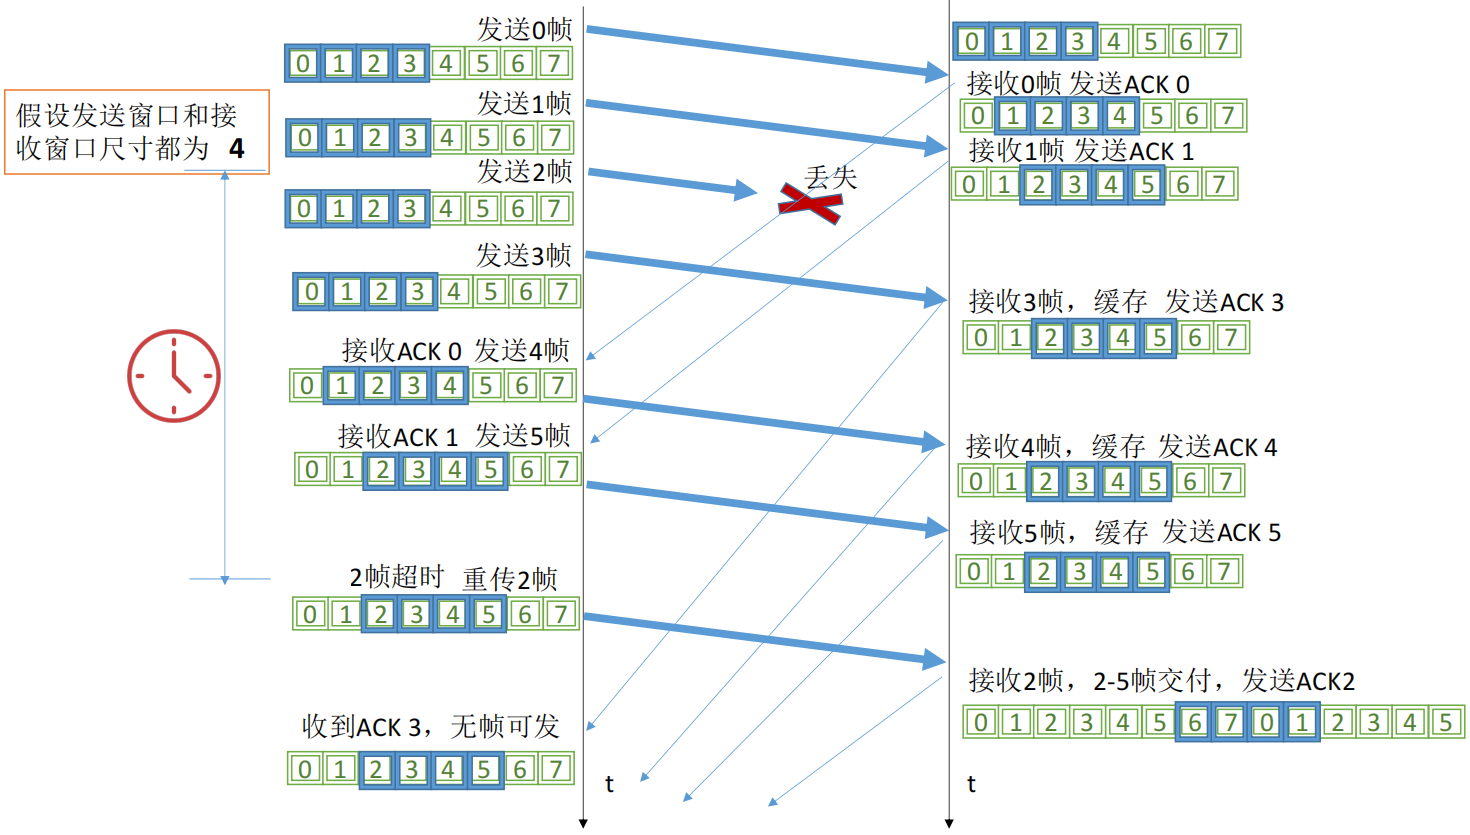 发送0帧
0 1 2 3 4 5 6 7
假设发送窗口和接
收窗口尺寸都为 4
发送1帧
0 1 2 3 4 5 6 7
发送2帧
0 1 2 3 4 5 6 7
发送3帧
0 1 2 3 4 5 6 7
接收ACK 0 发送4帧
0 1 2 3 4 5 6 7
接收ACK 1 发送5帧
0 1 2 3 4 5 6 7
2帧超时 重传2帧
0 1 2 3 4 5 6 7
收到ACK 3，无帧可发
0 1 2 3 4 5 6 7
t
丢失
0 1 2 3 4 5 6 7
接收0帧 发送ACK 0
0 1 2 3 4 5 6 7
接收1帧 发送ACK 1
0 1 2 3 4 5 6 7
接收3帧，缓存 发送ACK 3
0 1 2 3 4 5 6 7
接收4帧，缓存 发送ACK 4
0 1 2 3 4 5 6 7
接收5帧，缓存 发送ACK 5
0 1 2 3 4 5 6 7
接收2帧，2-5帧交付，发送ACK2
0 1 2 3 4 5 6 7 0 1 2 3 4 5
t